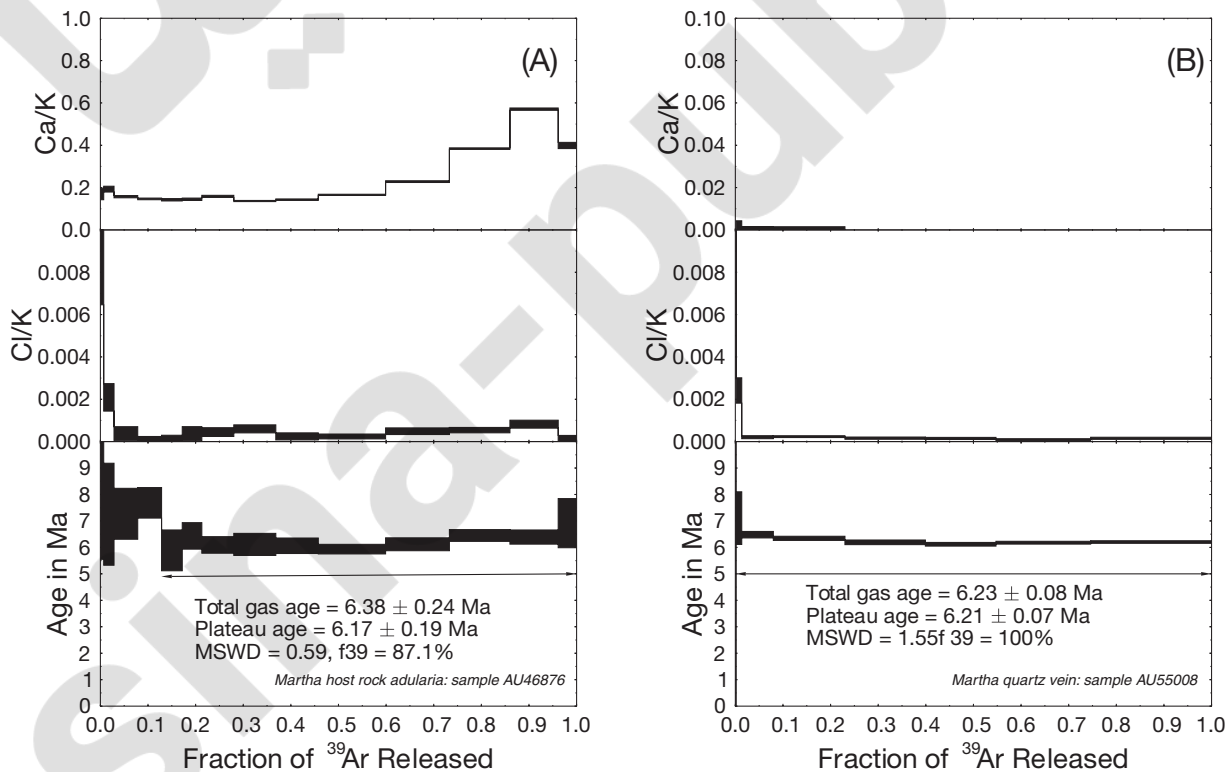 (A)
Ca/K
1.0
0.8
0.6
0.4
0.2
0.0
Cl/K
0.008
0.006
0.004
0.002
0.000
Age in Ma
9
8
7
6
5
4
3
2
1
0
Total gas age = 6.38 ± 0.24 Ma
Plateau age = 6.17 ± 0.19 Ma
MSWD = 0.59, f39 = 87.1%
Martha host rock adularia: sample AU46876
0.0 0.1 0.2 0.3 0.4 0.5 0.6 0.7 0.8 0.9 1.0
Fraction of ³⁹Ar Released
(B)
Ca/K
0.10
0.08
0.06
0.04
0.02
0.00
Cl/K
0.008
0.006
0.004
0.002
0.000
Age in Ma
9
8
7
6
5
4
3
2
1
0
Total gas age = 6.23 ± 0.08 Ma
Plateau age = 6.21 ± 0.07 Ma
MSWD = 1.55f 39 = 100%
Martha quartz vein: sample AU55008
0.0 0.1 0.2 0.3 0.4 0.5 0.6 0.7 0.8 0.9 1.0
Fraction of ³⁹Ar Released
sina-pub